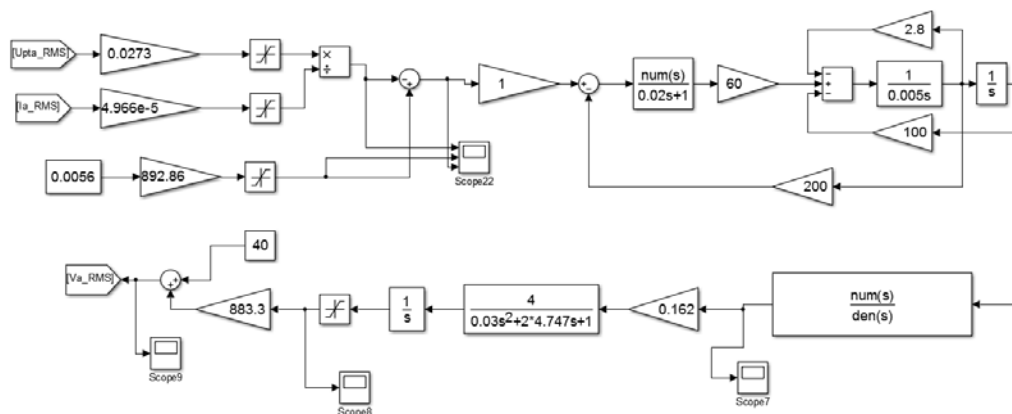 [Upta_RMS]
0.0273
×
÷
[Ia_RMS]
4.966e-5
0.0056
892.86
Scope22
1
num(s)
0.02s+1
60
2.8
1
0.005s
1
s
100
200
[Va_RMS]
40
883.3
Scope9
Scope8
1
s
4
0.03s²+2*4.747s+1
0.162
Scope7
num(s)
den(s)